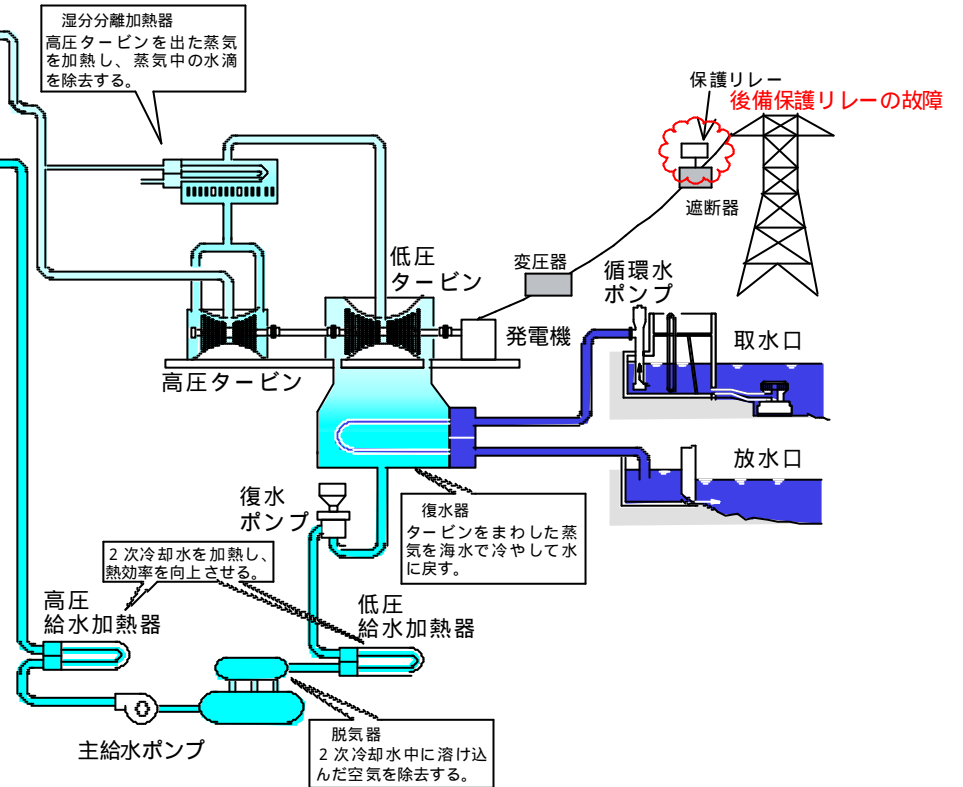 湿分分離加熱器
高圧タービンを出た蒸気
を加熱し、蒸気中の水滴
を除去する。
保護リレー
後備保護リレーの故障
遮断器
変圧器
低圧
タービン
循環水
ポンプ
発電機
取水口
高圧タービン
放水口
復水
ポンプ
復水器
タービンをまわした蒸
気を海水で冷やして水
に戻す。
2次冷却水を加熱し、
熱効率を向上させる。
高圧
給水加熱器
低圧
給水加熱器
主給水ポンプ
脱気器
2次冷却水中に溶け込
んだ空気を除去する。